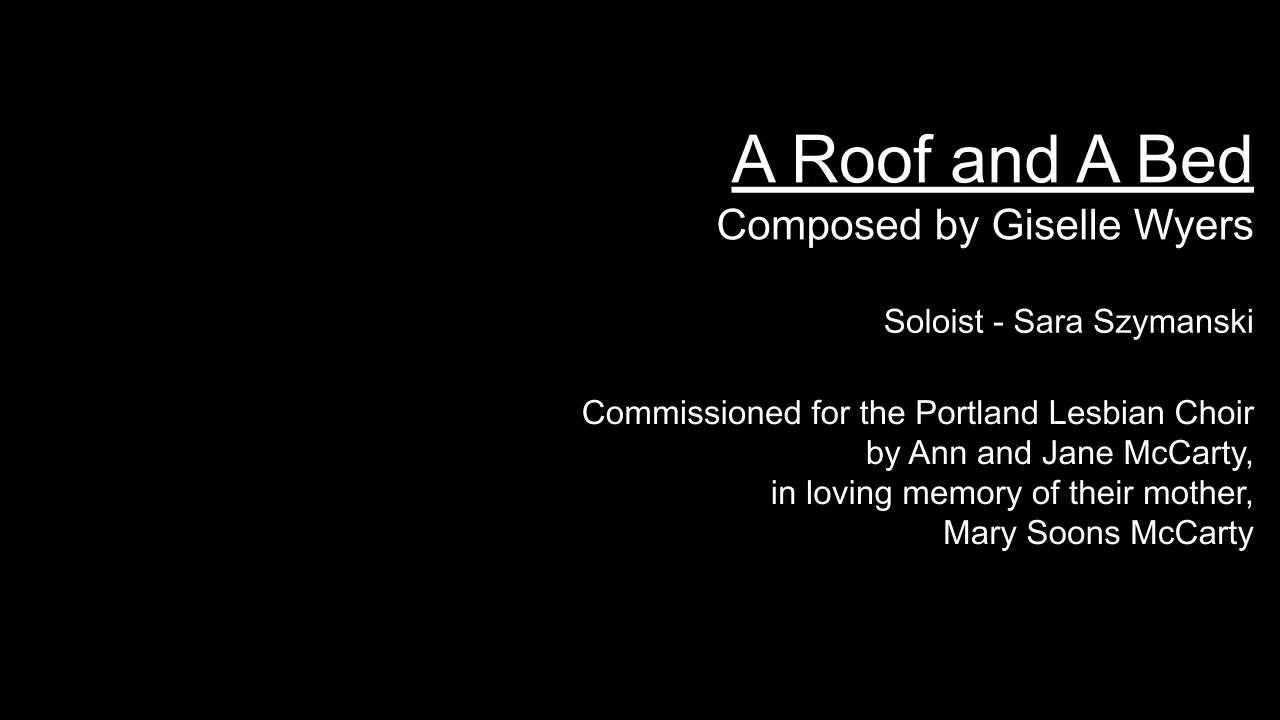 A Roof and A Bed
Composed by Giselle Wyers
Soloist - Sara Szymanski
Commissioned for the Portland Lesbian Choir
by Ann and Jane McCarty,
in loving memory of their mother,
Mary Soons McCarty